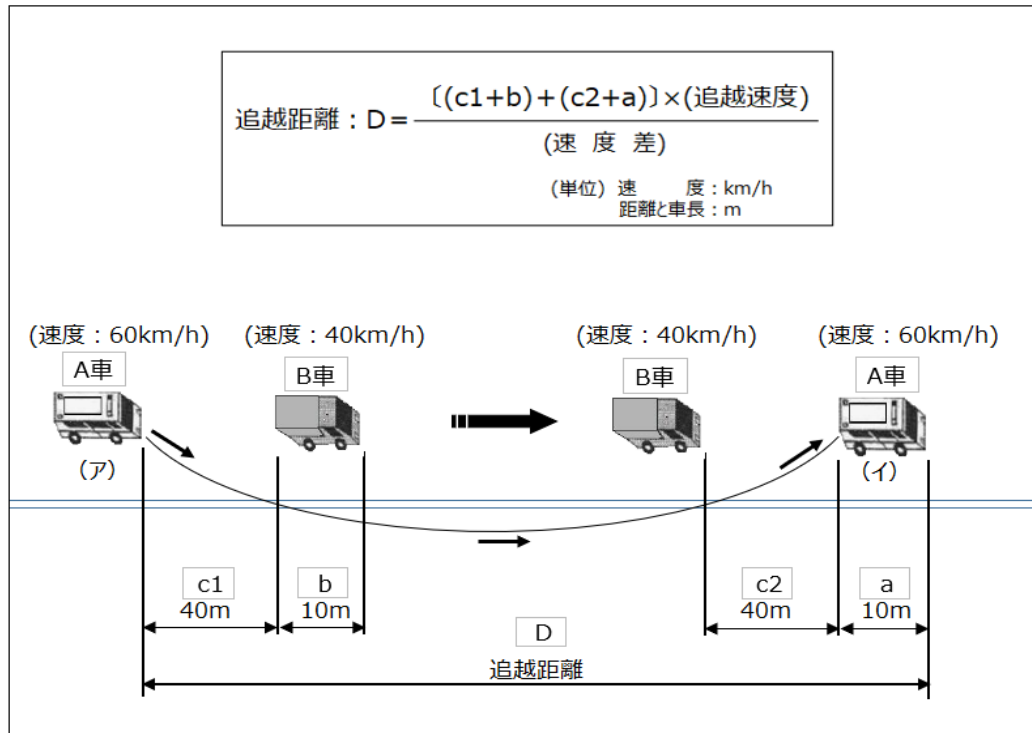 〔(c1+b)+(c2+a)〕×(追越速度)
追越距離：D＝
(速 度 差)
(単位) 速 度：km/h
距離と車長：m
(速度：60km/h) (速度：40km/h) (速度：40km/h) (速度：60km/h)
A車 B車 B車 A車
(ア) (イ)
c1 b c2 a
40m 10m 40m 10m
D
追越距離